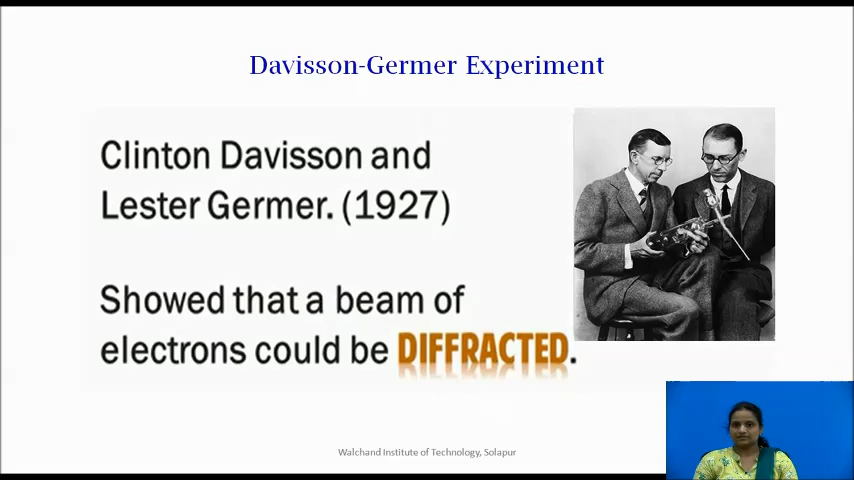 Davisson-Germer Experiment
Clinton Davisson and
Lester Germer. (1927)
Showed that a beam of
electrons could be DIFFRACTED.
Walchand Institute of Technology, Solapur